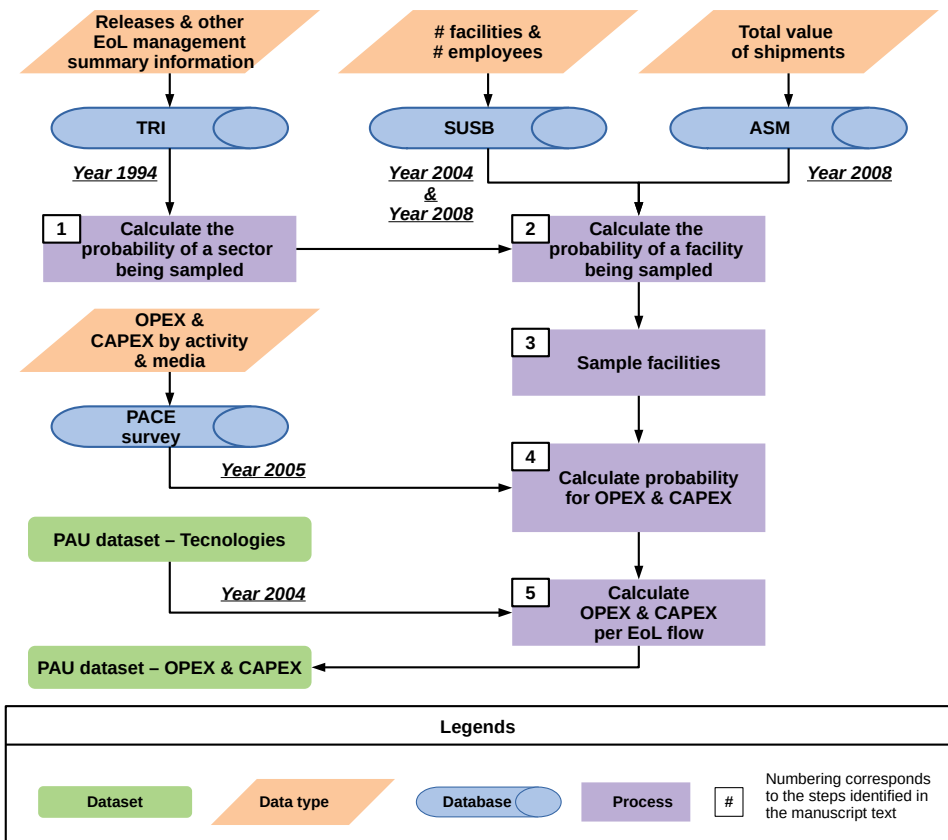 Releases & other
EoL management
summary information
# facilities &
# employees
Total value
of shipments
TRI
SUSB
ASM
Year 1994
Year 2004
&
Year 2008
Year 2008
1
Calculate the
probability of a sector
being sampled
2
Calculate the
probability of a facility
being sampled
OPEX &
CAPEX by activity
& media
3
Sample facilities
PACE
survey
Year 2005
4
Calculate probability
for OPEX & CAPEX
PAU dataset – Tecnologies
Year 2004
5
Calculate
OPEX & CAPEX
per EoL flow
PAU dataset – OPEX & CAPEX
Legends
Dataset
Data type
Database
Process
#
Numbering corresponds
to the steps identified in
the manuscript text